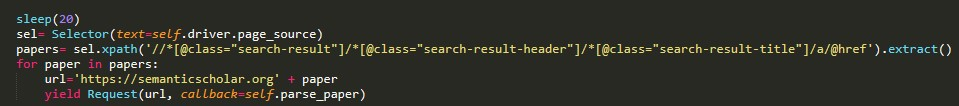 sleep(20)
sel= Selector(text=self.driver.page_source)
papers= sel.xpath('//*[@class="search-result"]/*[@class="search-result-header"]/*[@class="search-result-title"]/a/@href').extract()
for paper in papers:
    url='https://semanticscholar.org' + paper
    yield Request(url, callback=self.parse_paper)